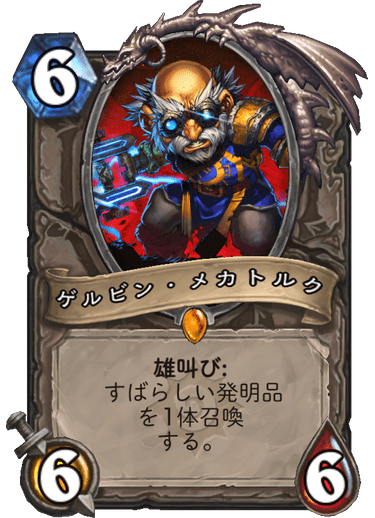 6
ゲルビン・メカトルク
雄叫び:
すばらしい発明品
を1体召喚
する。
6
6